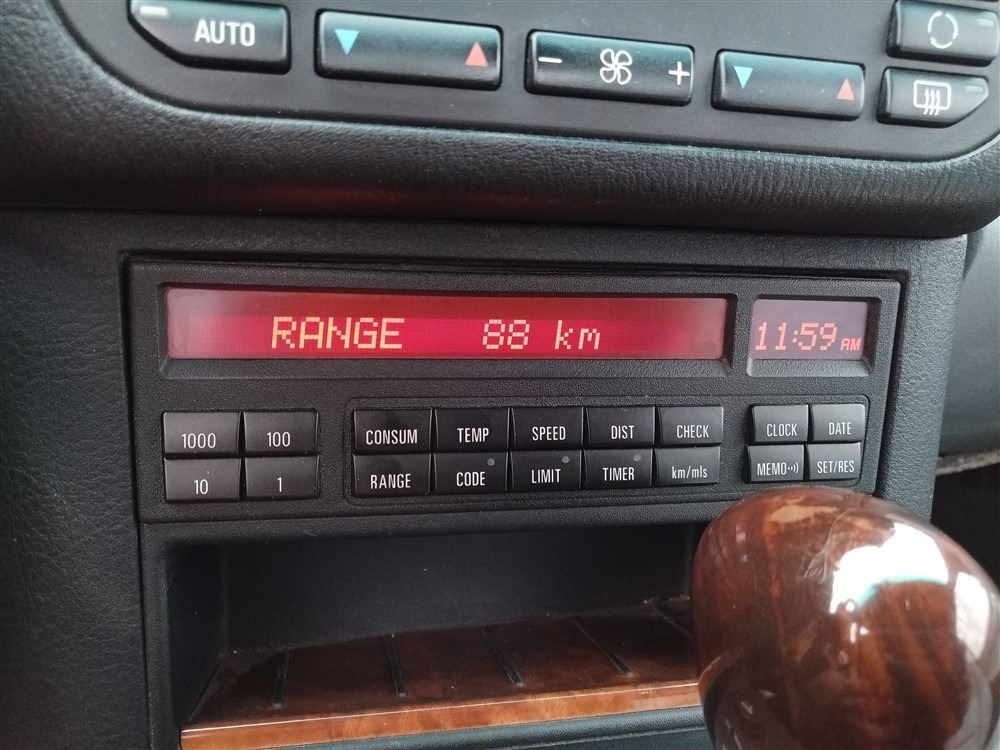 AUTO
RANGE 88 km
11:59 AM
1000 100
10 1
CONSUM TEMP SPEED DIST CHECK
RANGE CODE LIMIT TIMER km/mls
CLOCK DATE
MEMO SET/RES